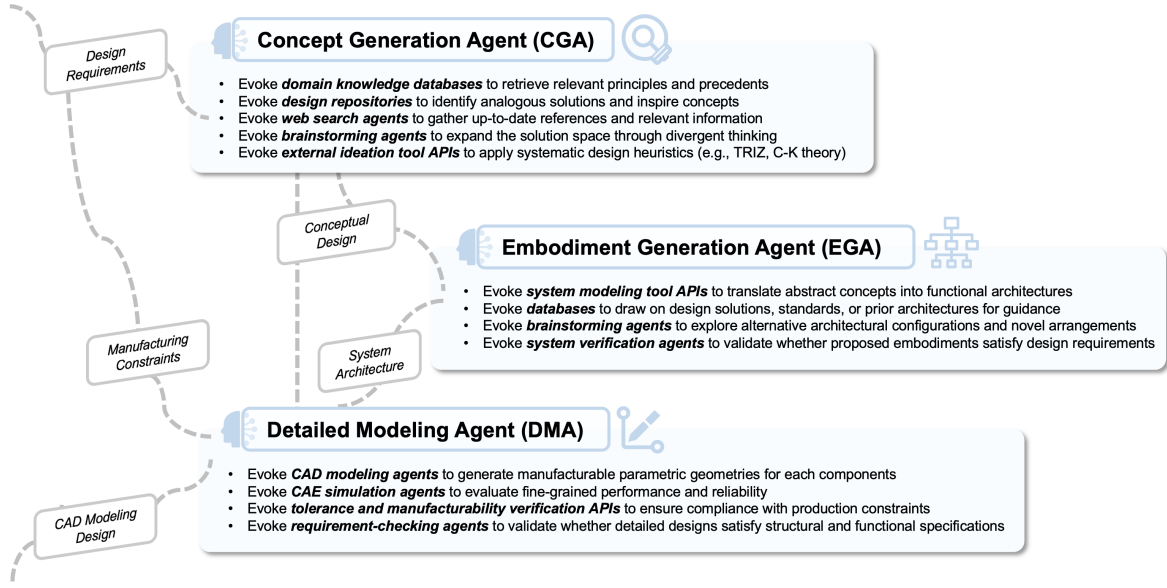 Design
Requirements
Concept Generation Agent (CGA)
• Evoke domain knowledge databases to retrieve relevant principles and precedents
• Evoke design repositories to identify analogous solutions and inspire concepts
• Evoke web search agents to gather up-to-date references and relevant information
• Evoke brainstorming agents to expand the solution space through divergent thinking
• Evoke external ideation tool APIs to apply systematic design heuristics (e.g., TRIZ, C-K theory)
Conceptual
Design
Embodiment Generation Agent (EGA)
• Evoke system modeling tool APIs to translate abstract concepts into functional architectures
• Evoke databases to draw on design solutions, standards, or prior architectures for guidance
• Evoke brainstorming agents to explore alternative architectural configurations and novel arrangements
• Evoke system verification agents to validate whether proposed embodiments satisfy design requirements
Manufacturing
Constraints
System
Architecture
Detailed Modeling Agent (DMA)
• Evoke CAD modeling agents to generate manufacturable parametric geometries for each components
• Evoke CAE simulation agents to evaluate fine-grained performance and reliability
• Evoke tolerance and manufacturability verification APIs to ensure compliance with production constraints
• Evoke requirement-checking agents to validate whether detailed designs satisfy structural and functional specifications
CAD Modeling
Design